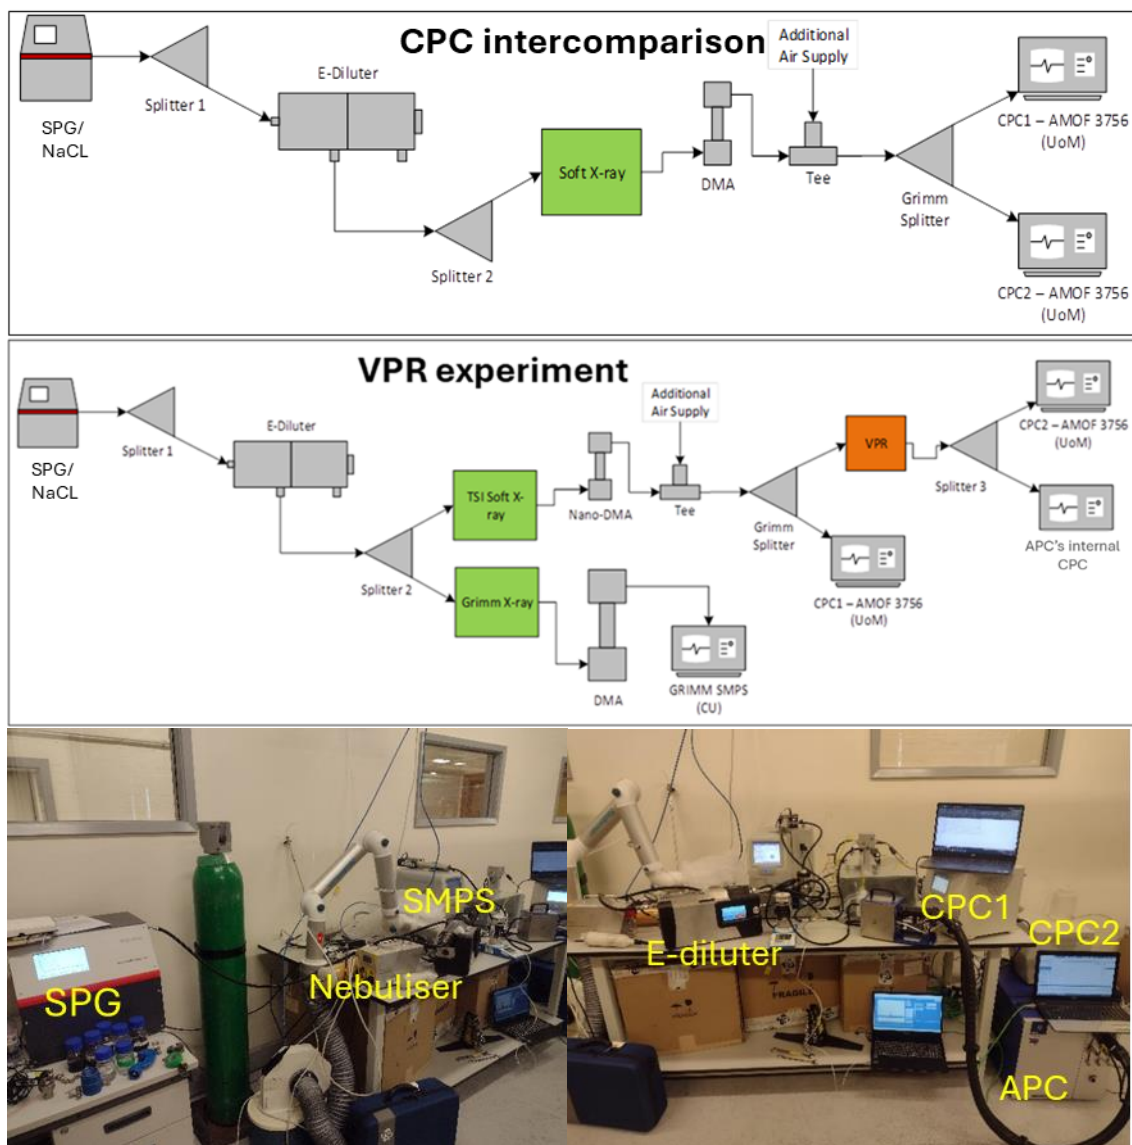 CPC intercomparison
Additional
Air Supply
E-Diluter
Splitter 1
SPG/
NaCL
CPC1 – AMOF 3756
(UoM)
Soft X-ray
DMA
Tee
Grimm
Splitter
Splitter 2
CPC2 – AMOF 3756
(UoM)
VPR experiment
Additional
Air Supply
E-Diluter
Splitter 1
SPG/
NaCL
CPC2 – AMOF 3756
(UoM)
VPR
Splitter 3
TSI Soft X-
ray
Nano-DMA
Tee
Grimm
Splitter
APC's internal
CPC
Splitter 2
Grimm X-ray
CPC1 – AMOF 3756
(UoM)
DMA
GRIMM SMPS
(CU)
SMPS
Nebuliser
SPG
CPC1
CPC2
E-diluter
FRAGILE
APC